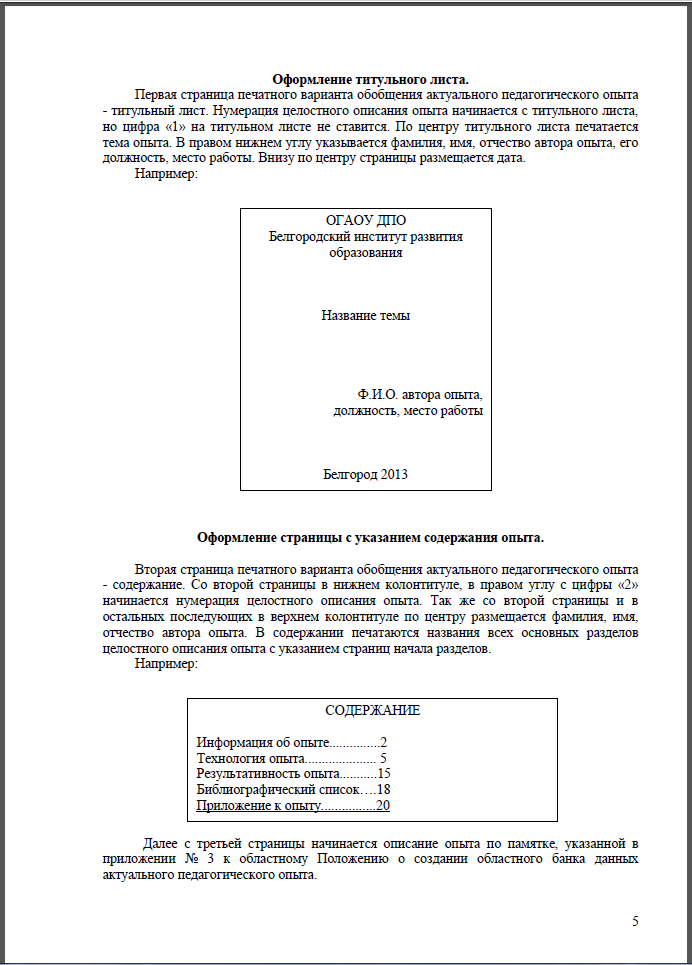 Оформление титульного листа.
Первая страница печатного варианта обобщения актуального педагогического опыта
- титульный лист. Нумерация целостного описания опыта начинается с титульного листа,
но цифра «1» на титульном листе не ставится. По центру титульного листа печатается
тема опыта. В правом нижнем углу указывается фамилия, имя, отчество автора опыта, его
должность, место работы. Внизу по центру страницы размещается дата.
Например:
ОГАОУ ДПО
Белгородский институт развития
образования
Название темы
Ф.И.О. автора опыта,
должность, место работы
Белгород 2013
Оформление страницы с указанием содержания опыта.
Вторая страница печатного варианта обобщения актуального педагогического опыта
- содержание. Со второй страницы в нижнем колонтитуле, в правом углу с цифры «2»
начинается нумерация целостного описания опыта. Так же со второй страницы и в
остальных последующих в верхнем колонтитуле по центру размещается фамилия, имя,
отчество автора опыта. В содержании печатаются названия всех основных разделов
целостного описания опыта с указанием страниц начала разделов.
Например:
СОДЕРЖАНИЕ
Информация об опыте...............2
Технология опыта...................... 5
Результативность опыта...........15
Библиографический список….18
Приложение к опыту................20
Далее с третьей страницы начинается описание опыта по памятке, указанной в
приложении № 3 к областному Положению о создании областного банка данных
актуального педагогического опыта.
5